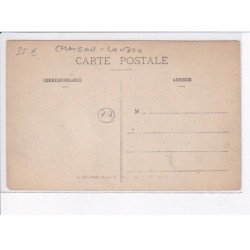 35 € CHATEAU-LANDON
CARTE POSTALE
CORRESPONDANCE
ADRESSE
M
77